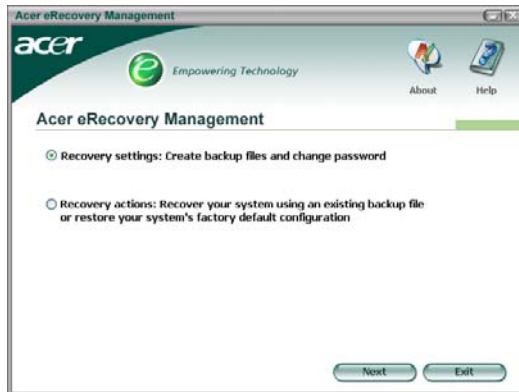 Acer eRecovery Management
acer
e
Empowering Technology
About
Help
Acer eRecovery Management
Recovery settings: Create backup files and change password
Recovery actions: Recover your system using an existing backup file
or restore your system's factory default configuration
Next
Exit